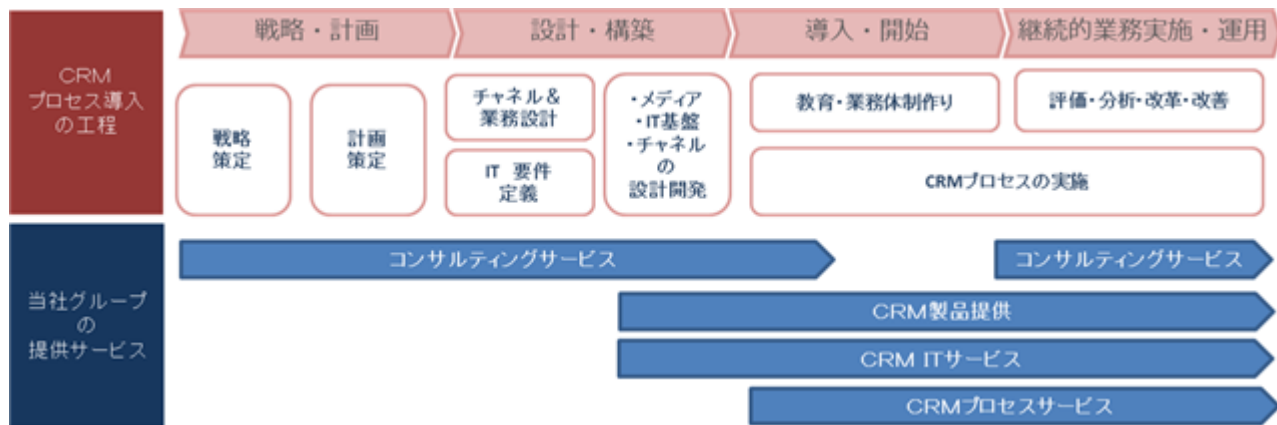 戦略・計画
設計・構築
導入・開始
継続的業務実施・運用
CRM
プロセス導入
の工程
戦略
策定
計画
策定
チャネル&
業務設計
IT 要件
定義
・メディア
・IT基盤
・チャネル
の
設計開発
教育・業務体制作り
評価・分析・改革・改善
CRMプロセスの実施
当社グループ
の
提供サービス
コンサルティングサービス
コンサルティングサービス
CRM製品提供
CRM ITサービス
CRMプロセスサービス